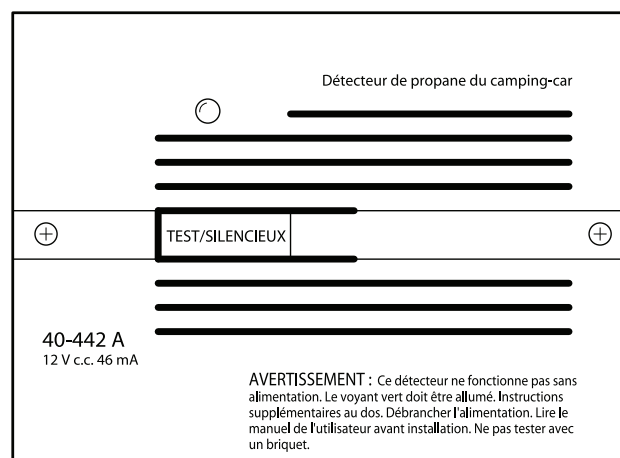 Détecteur de propane du camping-car
TEST/SILENCIEUX
40-442 A
12 V c.c. 46 mA
AVERTISSEMENT : Ce détecteur ne fonctionne pas sans
alimentation. Le voyant vert doit être allumé. Instructions
supplémentaires au dos. Débrancher l'alimentation. Lire le
manuel de l'utilisateur avant installation. Ne pas tester avec
un briquet.